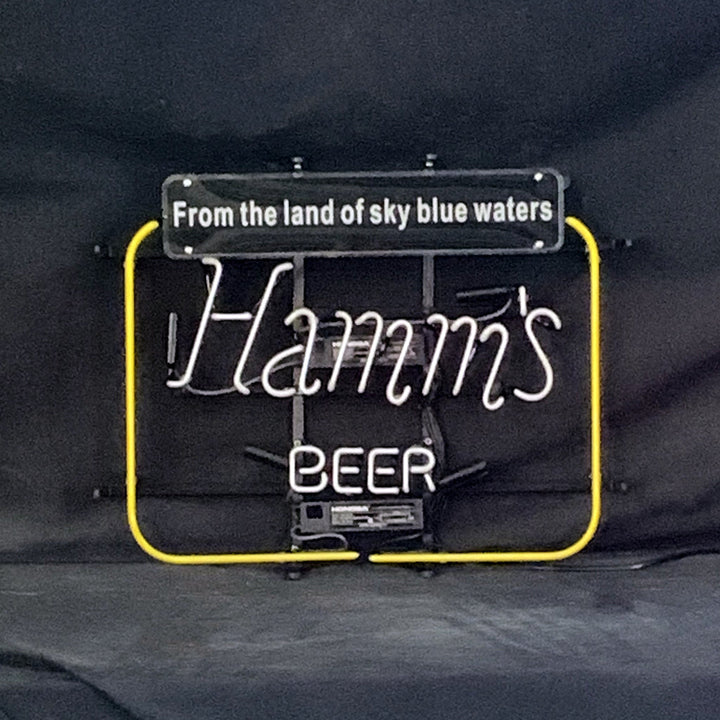 From the land of sky blue waters
Hamm's
BEER